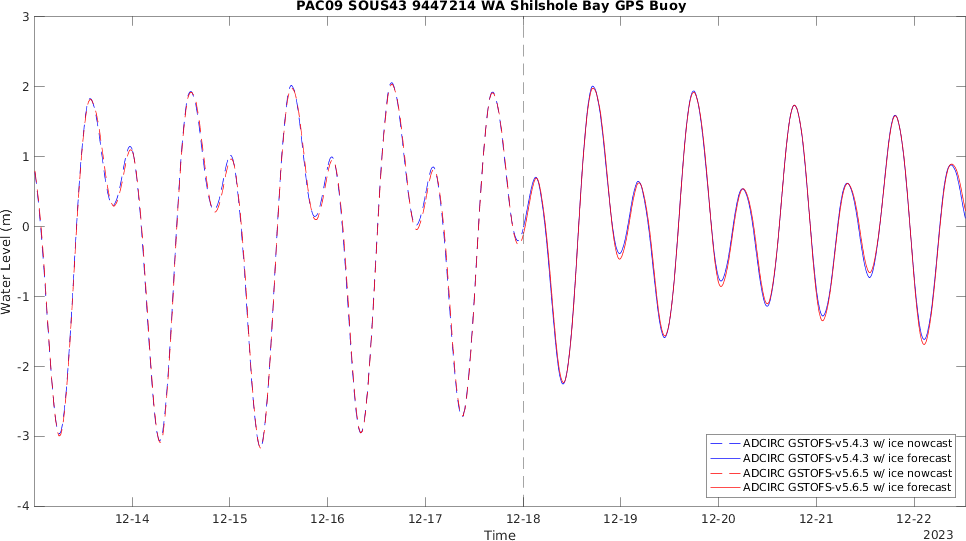 PAC09 SOUS43 9447214 WA Shilshole Bay GPS Buoy
3
2
1
0
-1
-2
-3
-4
Water Level (m)
ADCIRC GSTOFS-v5.4.3 w/ ice nowcast
ADCIRC GSTOFS-v5.4.3 w/ ice forecast
ADCIRC GSTOFS-v5.6.5 w/ ice nowcast
ADCIRC GSTOFS-v5.6.5 w/ ice forecast
12-14 12-15 12-16 12-17 12-18 12-19 12-20 12-21 12-22
Time
2023